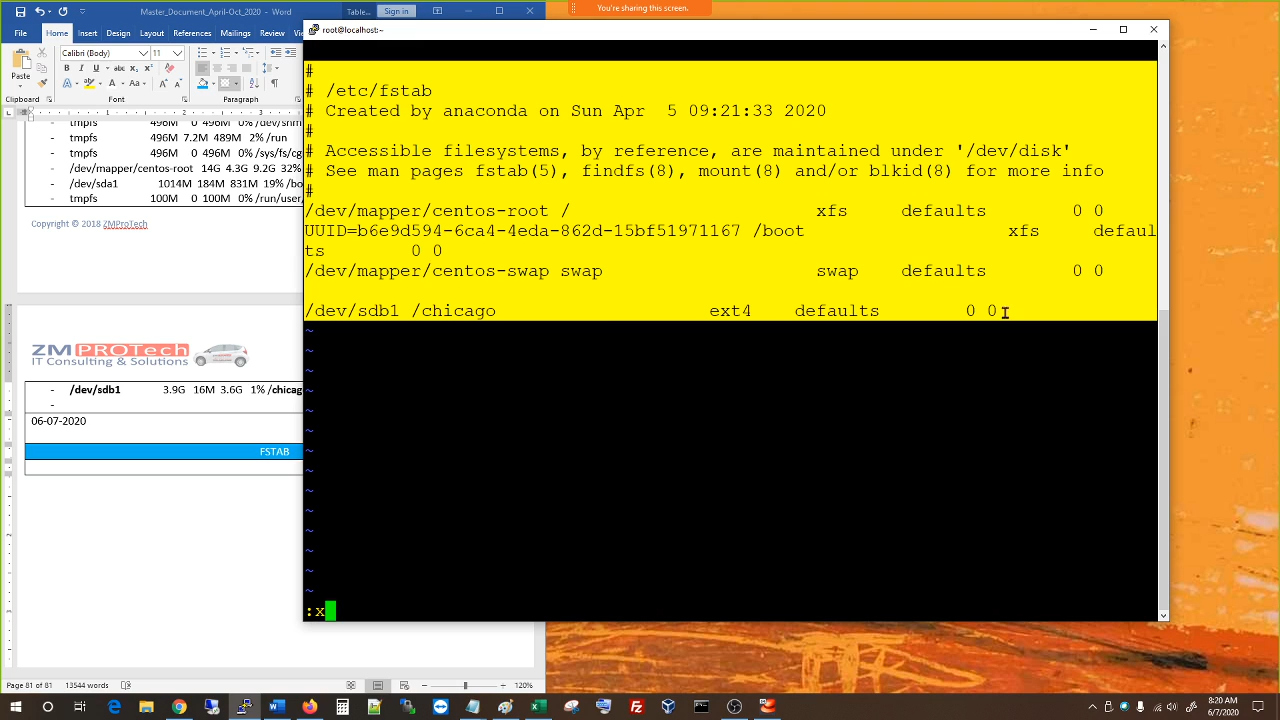 Master_Document_April-Oct_2020 - ...
Table...
Sign in
You're sharing this screen.
File Home Insert Draw Design Layout References Mailings Review
root@localhost:~
Paste
Calibri (Body) 11
Clipboard Font Paragraph
#
# /etc/fstab
# Created by anaconda on Sun Apr  5 09:21:33 2020
#
# Accessible filesystems, by reference, are maintained under '/dev/disk'
# See man pages fstab(5), findfs(8), mount(8) and/or blkid(8) for more info
#
/dev/mapper/centos-root / xfs defaults 0 0
UUID=b6e9d594-6ca4-4eda-862d-15bf51971167 /boot xfs defaul
ts 0 0
/dev/mapper/centos-swap swap swap defaults 0 0
/dev/sdb1 /chicago ext4 defaults 0 0
~
~
~
~
~
~
~
~
~
~
~
~
~
~
:x
- tmpfs 496M 0 496M 0% /dev/shm
- tmpfs 496M 7.2M 489M 2% /run
- tmpfs 496M 0 496M 0% /sys/fs/cg
- /dev/mapper/centos-root 14G 4.3G 9.2G 32%
- /dev/sda1 1014M 184M 831M 19% /bo
- tmpfs 100M 0 100M 0% /run/user/
Copyright © 2018 ZMProTech
ZMPROTech
IT Consulting & Solutions
- /dev/sdb1 3.9G 16M 3.6G 1% /chicag
-
06-07-2020
FSTAB
Page 81 of 81 13544 words
120%
8:20 AM
6/7/2020